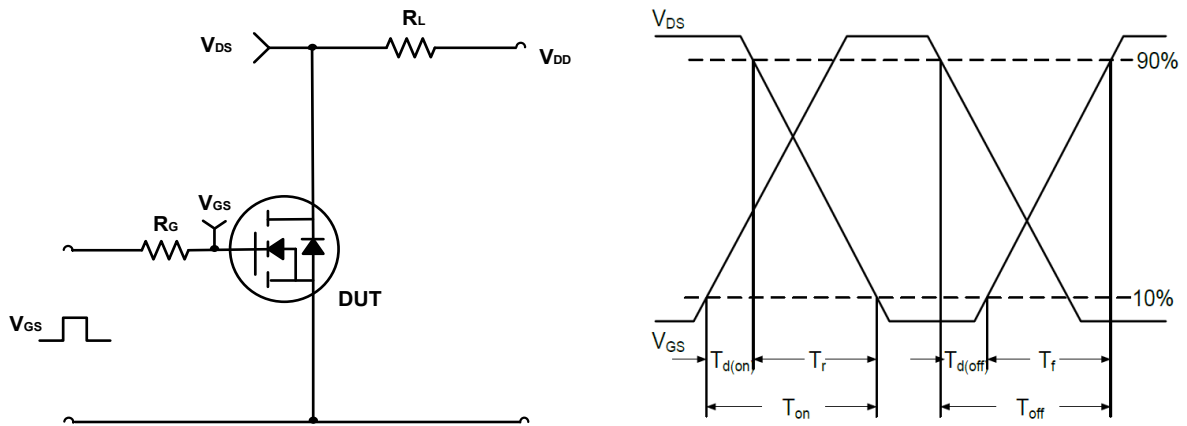 RL
VDS
VDD
VGS
RG
DUT
VGS
VDS
90%
10%
VGS
Td(on)
Tr
Td(off)
Tf
Ton
Toff